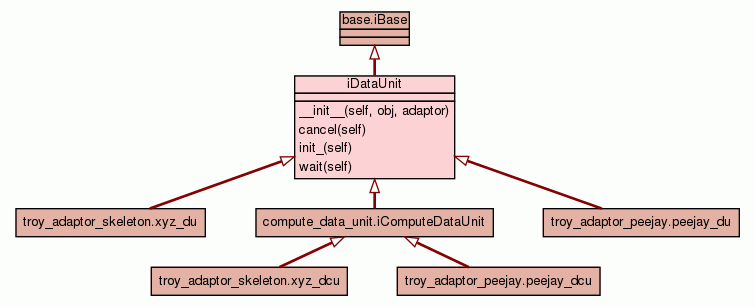 base.iBase
iDataUnit
__init__(self, obj, adaptor)
cancel(self)
init_(self)
wait(self)
troy_adaptor_skeleton.xyz_du
compute_data_unit.iComputeDataUnit
troy_adaptor_peejay.peejay_du
troy_adaptor_skeleton.xyz_dcu
troy_adaptor_peejay.peejay_dcu